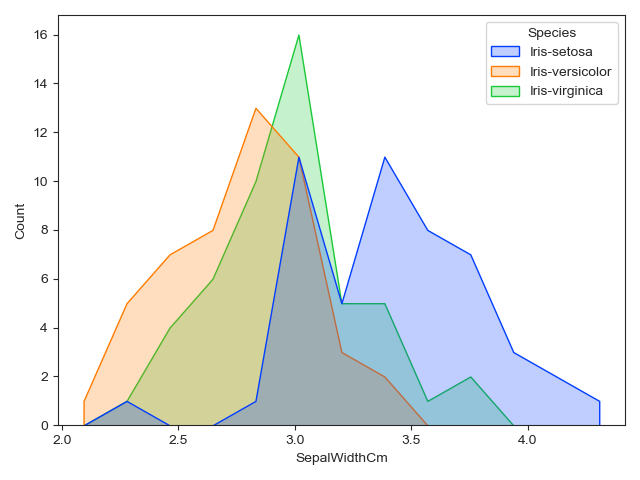 Species
Iris-setosa
Iris-versicolor
Iris-virginica
16
14
12
10
8
6
4
2
0
Count
2.0 2.5 3.0 3.5 4.0
SepalWidthCm